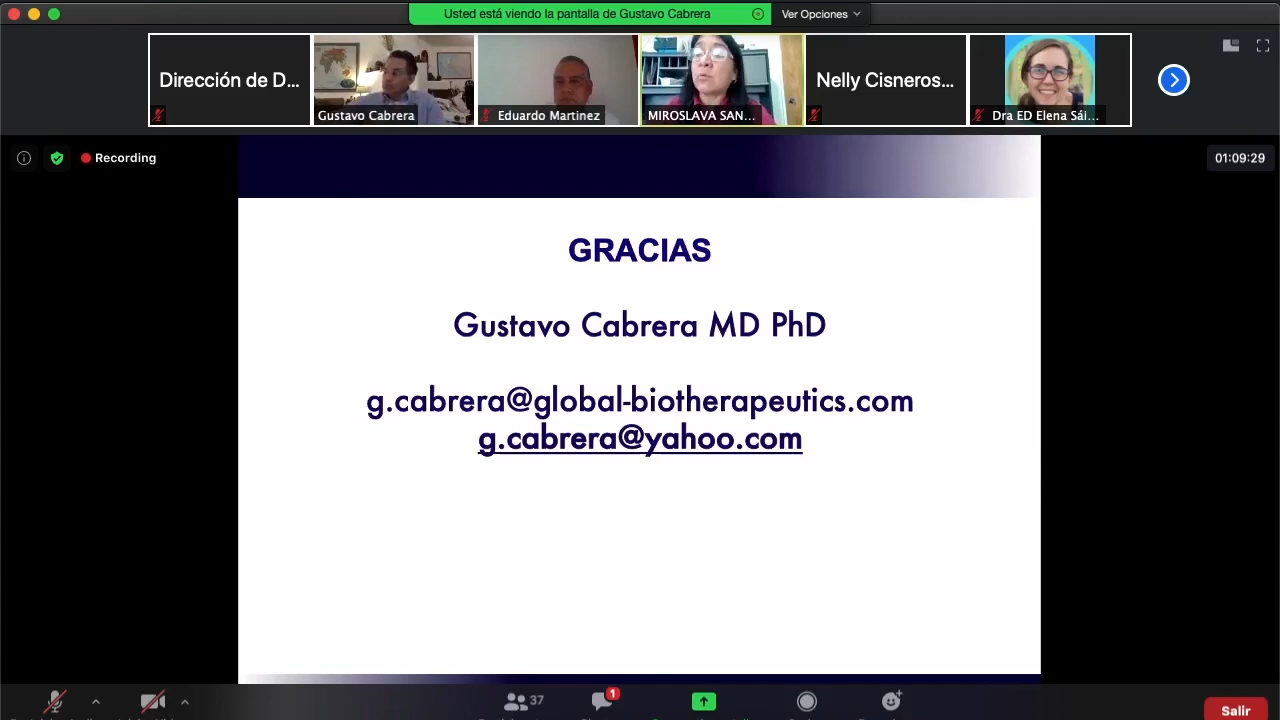 Usted está viendo la pantalla de Gustavo Cabrera
Ver Opciones
Dirección de D...
Gustavo Cabrera
Eduardo Martinez
MIROSLAVA SAN...
Nelly Cisneros...
Dra ED Elena Sái...
Recording
01:09:29
GRACIAS
Gustavo Cabrera MD PhD
g.cabrera@global-biotherapeutics.com
g.cabrera@yahoo.com
37
1
Salir